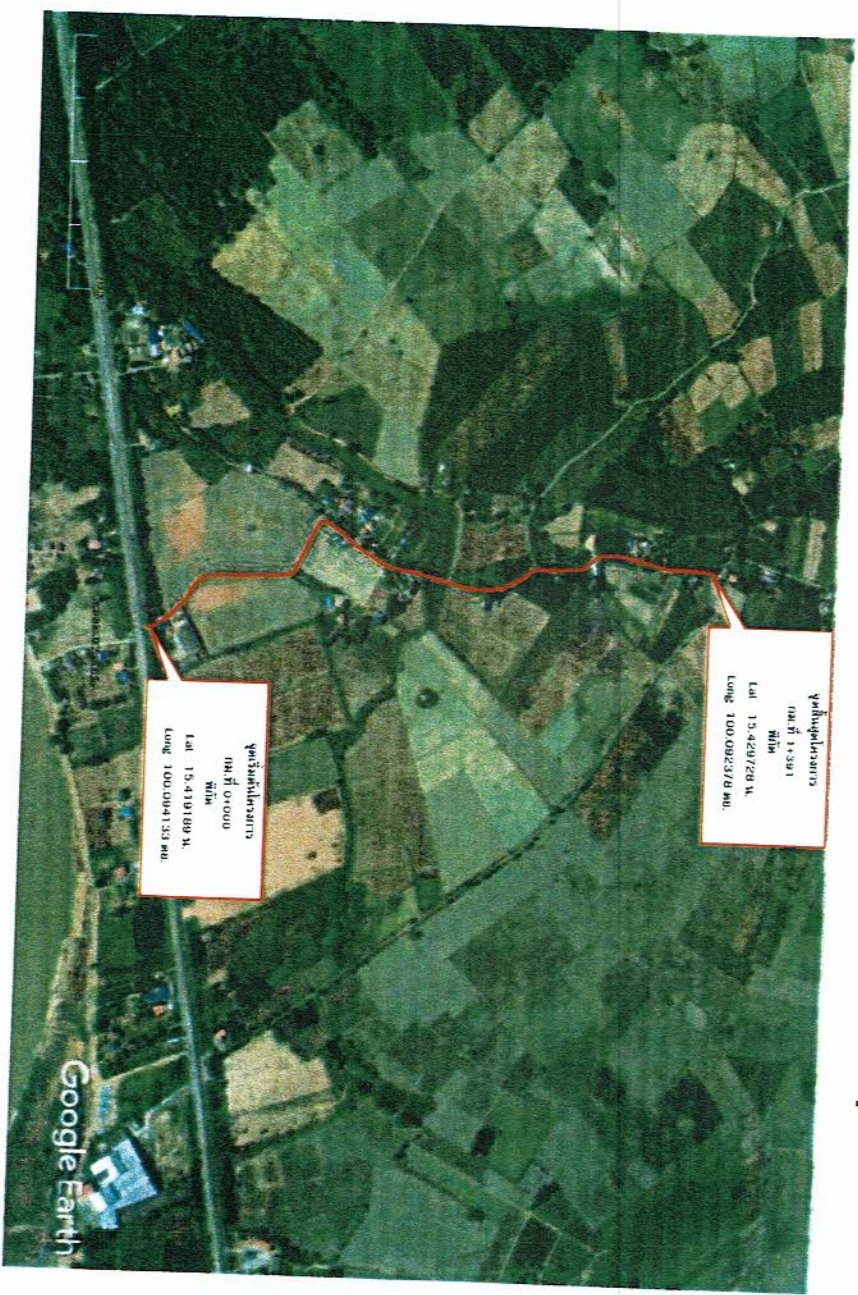 จุดสิ้นสุดโครงการ
กม.ที่ 1+391
พิกัด
Lat 15.429728 น.
Long 100.092378 ตอ.
จุดเริ่มต้นโครงการ
กม.ที่ 0+000
พิกัด
Lat 15.419189 น.
Long 100.094133 ตอ.
Google Earth